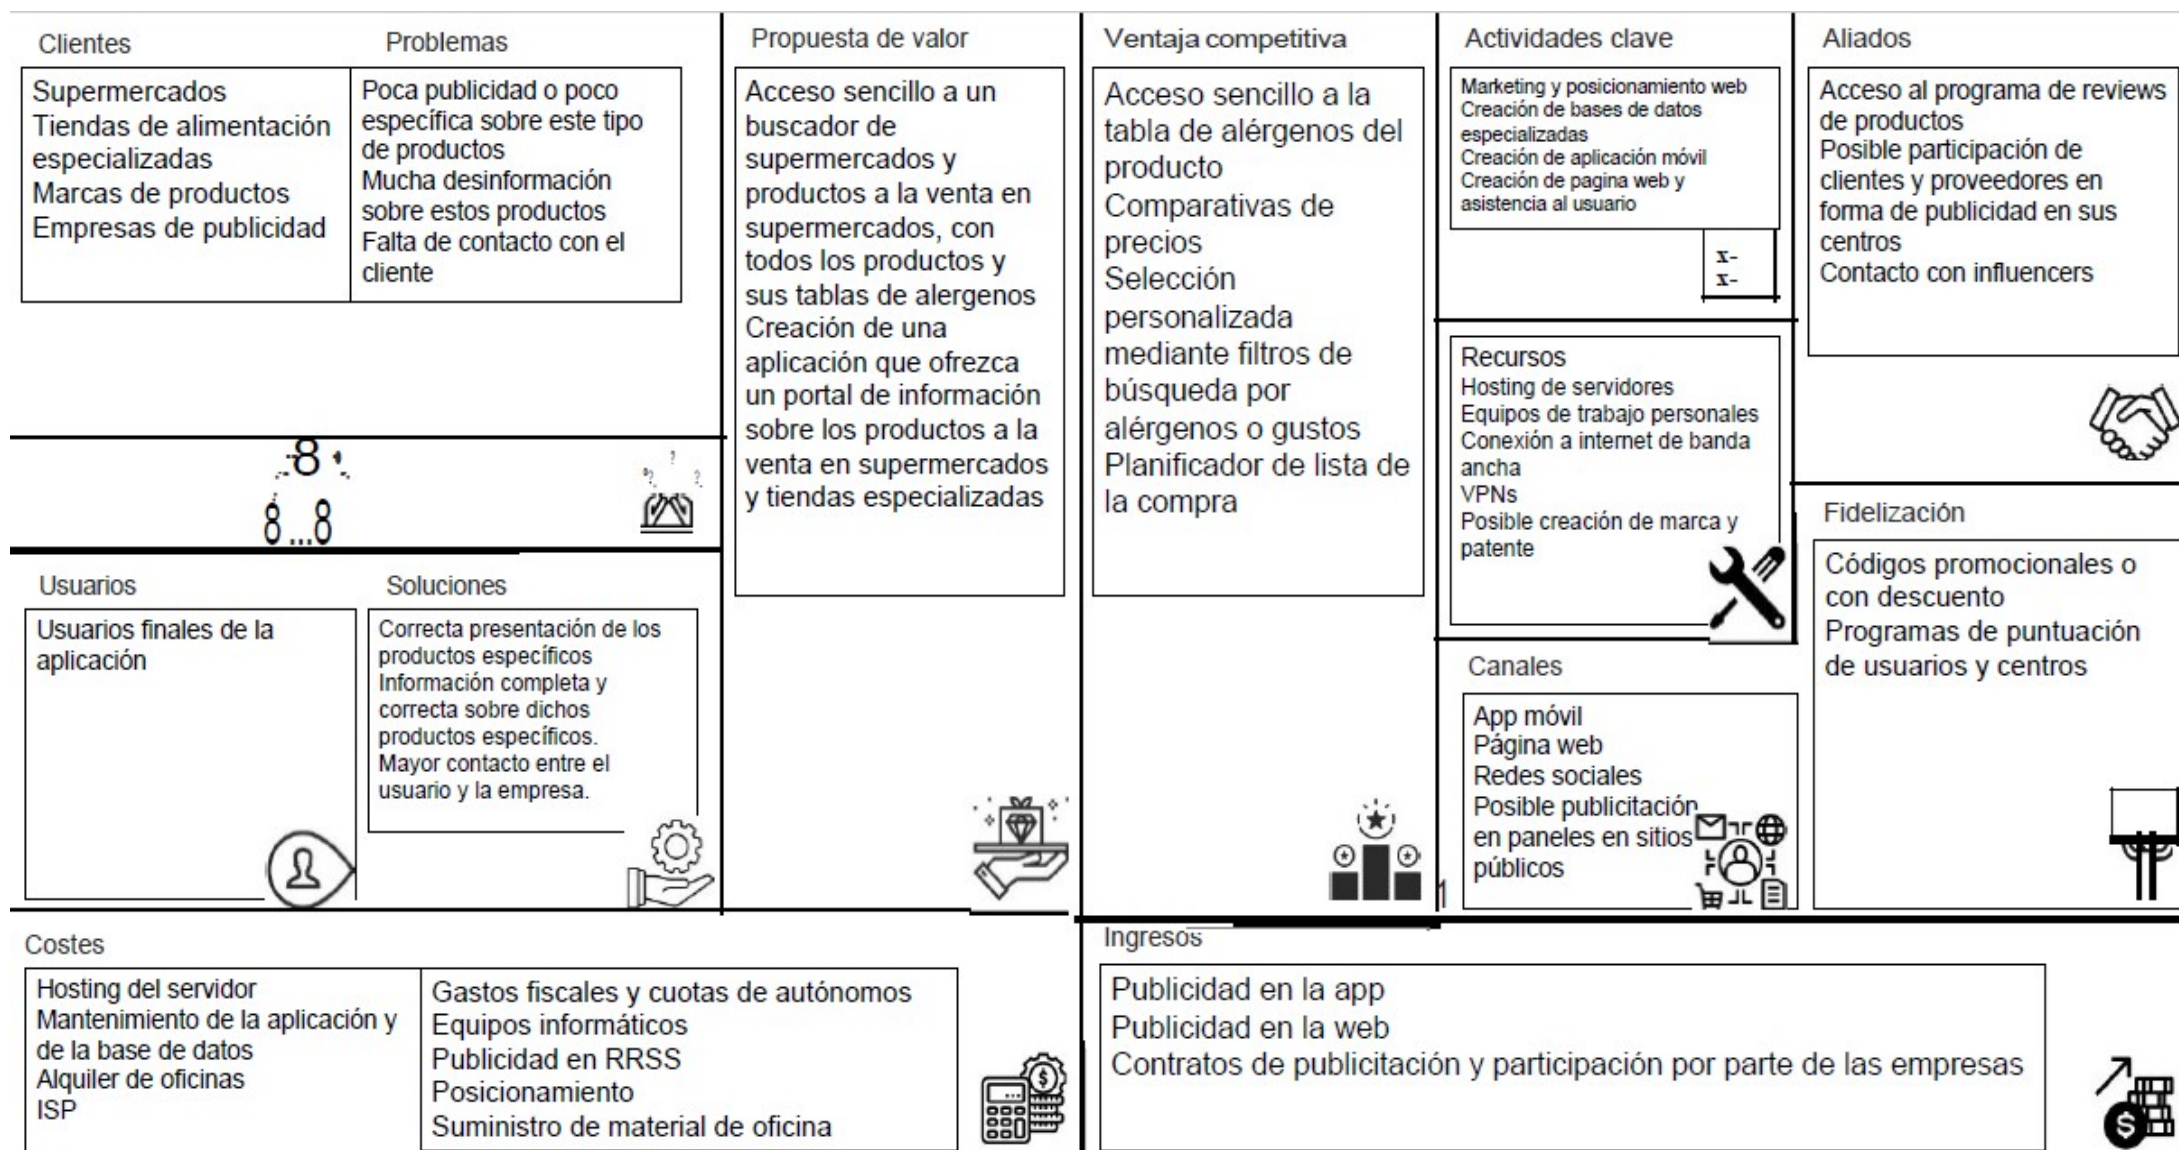 Clientes
Supermercados
Tiendas de alimentación
especializadas
Marcas de productos
Empresas de publicidad
Problemas
Poca publicidad o poco
específica sobre este tipo
de productos
Mucha desinformación
sobre estos productos
Falta de contacto con el
cliente
Usuarios
Usuarios finales de la
aplicación
Soluciones
Correcta presentación de los
productos específicos
Información completa y
correcta sobre dichos
productos específicos.
Mayor contacto entre el
usuario y la empresa.
Propuesta de valor
Acceso sencillo a un
buscador de
supermercados y
productos a la venta en
supermercados, con
todos los productos y
sus tablas de alergenos
Creación de una
aplicación que ofrezca
un portal de información
sobre los productos a la
venta en supermercados
y tiendas especializadas
Ventaja competitiva
Acceso sencillo a la
tabla de alérgenos del
producto
Comparativas de
precios
Selección
personalizada
mediante filtros de
búsqueda por
alérgenos o gustos
Planificador de lista de
la compra
Actividades clave
Marketing y posicionamiento web
Creación de bases de datos
especializadas
Creación de aplicación móvil
Creación de pagina web y
asistencia al usuario
x-
x-
Recursos
Hosting de servidores
Equipos de trabajo personales
Conexión a internet de banda
ancha
VPNs
Posible creación de marca y
patente
Canales
App móvil
Página web
Redes sociales
Posible publicitación
en paneles en sitios
públicos
Aliados
Acceso al programa de reviews
de productos
Posible participación de
clientes y proveedores en
forma de publicidad en sus
centros
Contacto con influencers
Fidelización
Códigos promocionales o
con descuento
Programas de puntuación
de usuarios y centros
Costes
Hosting del servidor
Mantenimiento de la aplicación y
de la base de datos
Alquiler de oficinas
ISP
Gastos fiscales y cuotas de autónomos
Equipos informáticos
Publicidad en RRSS
Posicionamiento
Suministro de material de oficina
Ingresos
Publicidad en la app
Publicidad en la web
Contratos de publicitación y participación por parte de las empresas